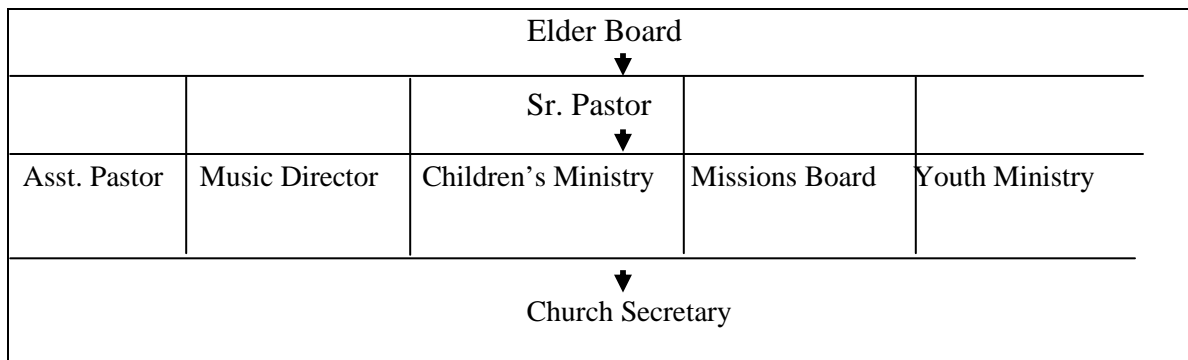 Elder Board
Sr. Pastor
Asst. Pastor Music Director Children’s Ministry Missions Board Youth Ministry
Church Secretary